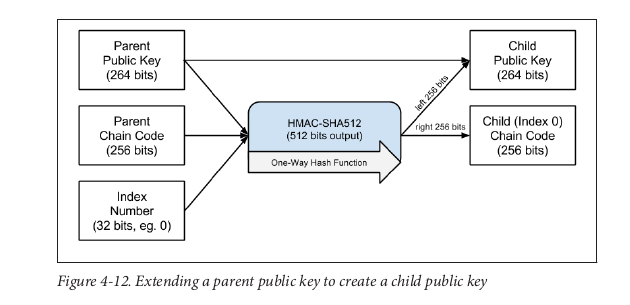 Parent
Public Key
(264 bits)
Child
Public Key
(264 bits)
left 256 bits
Parent
Chain Code
(256 bits)
HMAC-SHA512
(512 bits output)
One-Way Hash Function
right 256 bits
Child (Index 0)
Chain Code
(256 bits)
Index
Number
(32 bits, eg. 0)
Figure 4-12. Extending a parent public key to create a child public key